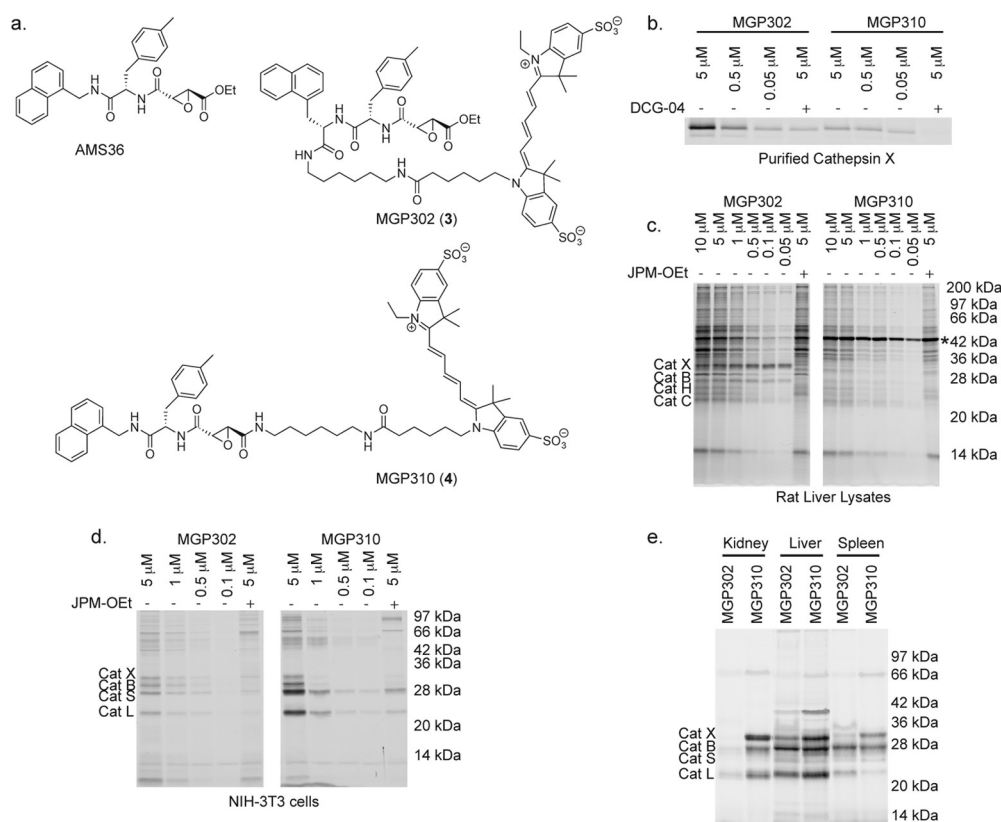 a.
AMS36
MGP302 (3)
MGP310 (4)
O
O
O
O
OEt
N
H
N
H
SO3−
N
N
+
HN
HN
b.
MGP302 MGP310
5 µM 0.5 µM 0.05 µM 5 µM 5 µM 0.5 µM 0.05 µM 5 µM
DCG-04 - - - + - - - +
Purified Cathepsin X
c.
MGP302 MGP310
10 µM 5 µM 1 µM 0.5 µM 0.1 µM 0.05 µM 5 µM 10 µM 5 µM 1 µM 0.5 µM 0.1 µM 0.05 µM 5 µM
JPM-OEt - - - - - - + - - - - - - +
200 kDa
97 kDa
66 kDa
*42 kDa
36 kDa
Cat X
Cat B 28 kDa
Cat H
Cat C
20 kDa
14 kDa
Rat Liver Lysates
d.
MGP302 MGP310
5 µM 1 µM 0.5 µM 0.1 µM 5 µM 5 µM 1 µM 0.5 µM 0.1 µM 5 µM
JPM-OEt - - - - + - - - - +
97 kDa
66 kDa
42 kDa
36 kDa
Cat X
Cat B
Cat S 28 kDa
Cat L
20 kDa
14 kDa
NIH-3T3 cells
e.
Kidney Liver Spleen
MGP302 MGP310 MGP302 MGP310 MGP302 MGP310
97 kDa
66 kDa
42 kDa
36 kDa
Cat X
Cat B 28 kDa
Cat S
Cat L
20 kDa
14 kDa